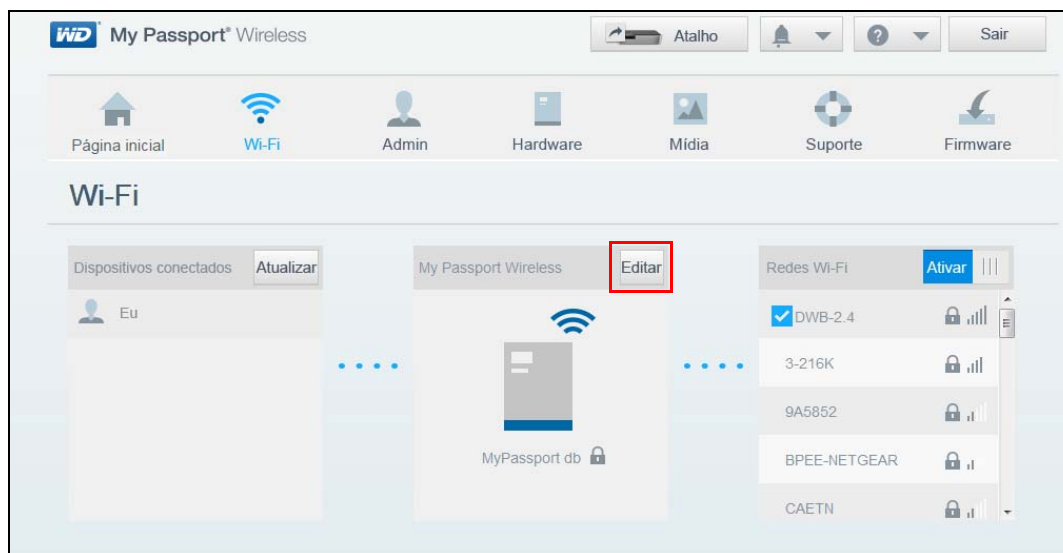 WD My Passport® Wireless
Atalho
Sair
Página inicial
Wi-Fi
Admin
Hardware
Mídia
Suporte
Firmware
Wi-Fi
Dispositivos conectados
Atualizar
Eu
My Passport Wireless
Editar
MyPassport db
Redes Wi-Fi
Ativar
DWB-2.4
3-216K
9A5852
BPEE-NETGEAR
CAETN